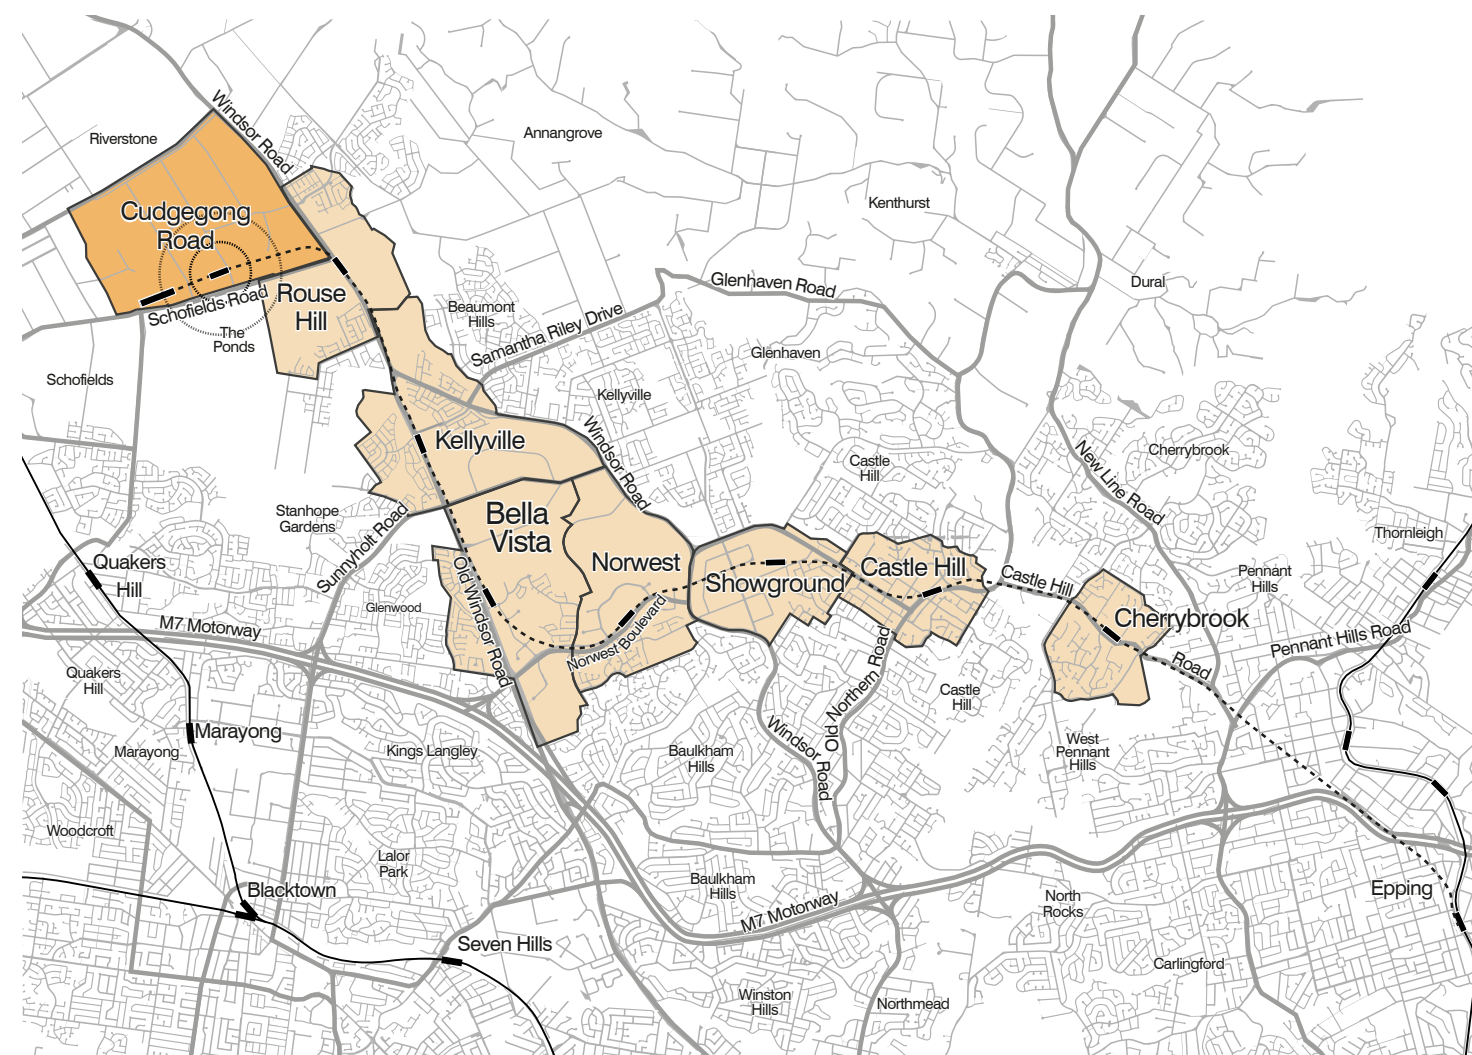 Windsor Road
Riverstone
Annangrove
Cudgegong
Road
Kenthurst
Schofields Road
Rouse
Hill
The
Ponds
Beaumont
Hills
Samantha Riley Drive
Glenhaven Road
Dural
Glenhaven
Schofields
Kellyville
Kellyville
Windsor Road
Castle
Hill
New Line Road
Cherrybrook
Stanhope
Gardens
Bella
Vista
Sunnyholt Road
Norwest
Showground
Castle Hill
Castle Hill
Road
Thornleigh
Pennant
Hills
Quakers
Hill
Glenwood
Old Windsor Road
Norwest Boulevard
Cherrybrook
Pennant Hills Road
M7 Motorway
Quakers
Hill
Old Northern Road
Castle
Hill
Marayong
Marayong
Kings Langley
Baulkham
Hills
Windsor Road
West
Pennant
Hills
Woodcroft
Lalor
Park
Blacktown
Baulkham
Hills
M7 Motorway
North
Rocks
Epping
Seven Hills
Carlingford
Winston
Hills
Northmead